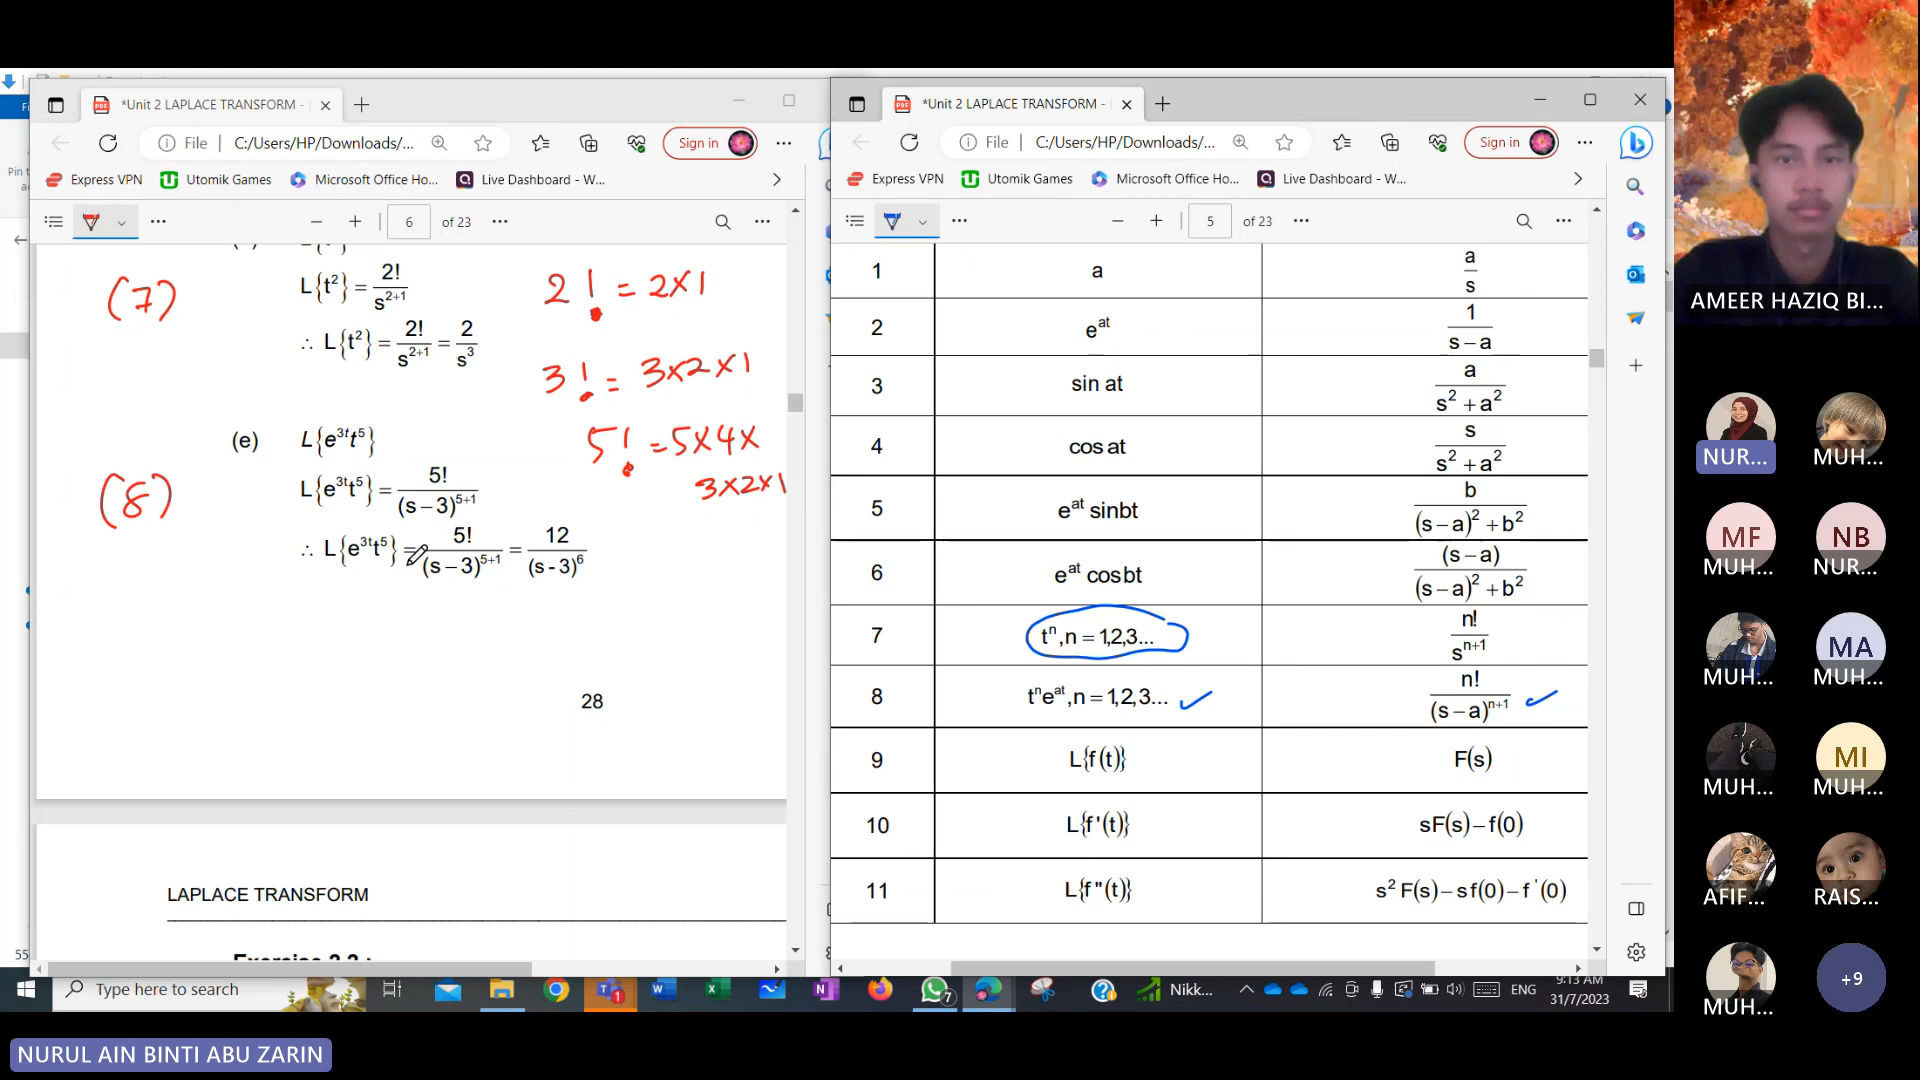 *Unit 2 LAPLACE TRANSFORM -
File C:/Users/HP/Downloads/... Sign in
Express VPN Utomik Games Microsoft Office Ho... Live Dashboard - W...
6 of 23
(7)
L{t²} = 2!/s²⁺¹
∴ L{t²} = 2!/s²⁺¹ = 2/s³
2! = 2×1
3! = 3×2×1
5! = 5×4×
3×2×1
(8)
(e) L{e³ᵗt⁵}
L{e³ᵗt⁵} = 5!/(s – 3)⁵⁺¹
∴ L{e³ᵗt⁵} = 5!/(s – 3)⁵⁺¹ = 12/(s - 3)⁶
28
LAPLACE TRANSFORM
*Unit 2 LAPLACE TRANSFORM -
File C:/Users/HP/Downloads/... Sign in
Express VPN Utomik Games Microsoft Office Ho... Live Dashboard - W...
5 of 23
1 a a/s
2 eᵃᵗ 1/(s – a)
3 sin at a/(s² + a²)
4 cos at s/(s² + a²)
5 eᵃᵗ sinbt b/((s – a)² + b²)
6 eᵃᵗ cosbt (s – a)/((s – a)² + b²)
7 tⁿ, n = 1,2,3... n!/sⁿ⁺¹
8 tⁿeᵃᵗ, n = 1,2,3... n!/(s – a)ⁿ⁺¹
9 L{f(t)} F(s)
10 L{f'(t)} sF(s) – f(0)
11 L{f"(t)} s² F(s) – s f(0) – f '(0)
Type here to search
Nikk...
ENG
9:13 AM
31/7/2023
NURUL AIN BINTI ABU ZARIN
AMEER HAZIQ BI...
NUR...
MUH...
MF
MUH...
NB
NUR...
MUH...
MA
MUH...
MUH...
MI
MUH...
AFIF...
RAIS...
MUH...
+9